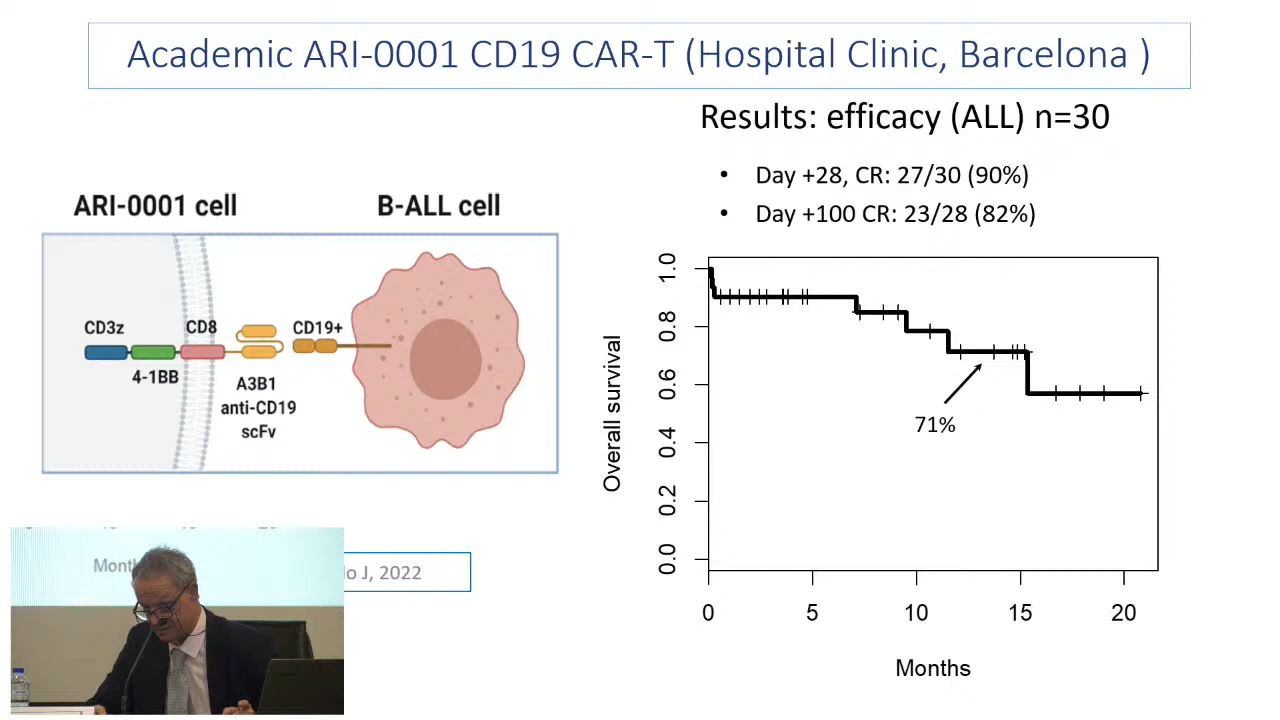 Academic ARI-0001 CD19 CAR-T (Hospital Clinic, Barcelona )
Results: efficacy (ALL) n=30
• Day +28, CR: 27/30 (90%)
• Day +100 CR: 23/28 (82%)
ARI-0001 cell
B-ALL cell
CD3z
CD8
CD19+
4-1BB
A3B1
anti-CD19
scFv
Overall survival
1.0
0.8
0.6
0.4
0.2
0.0
71%
0 5 10 15 20
Months
J, 2022